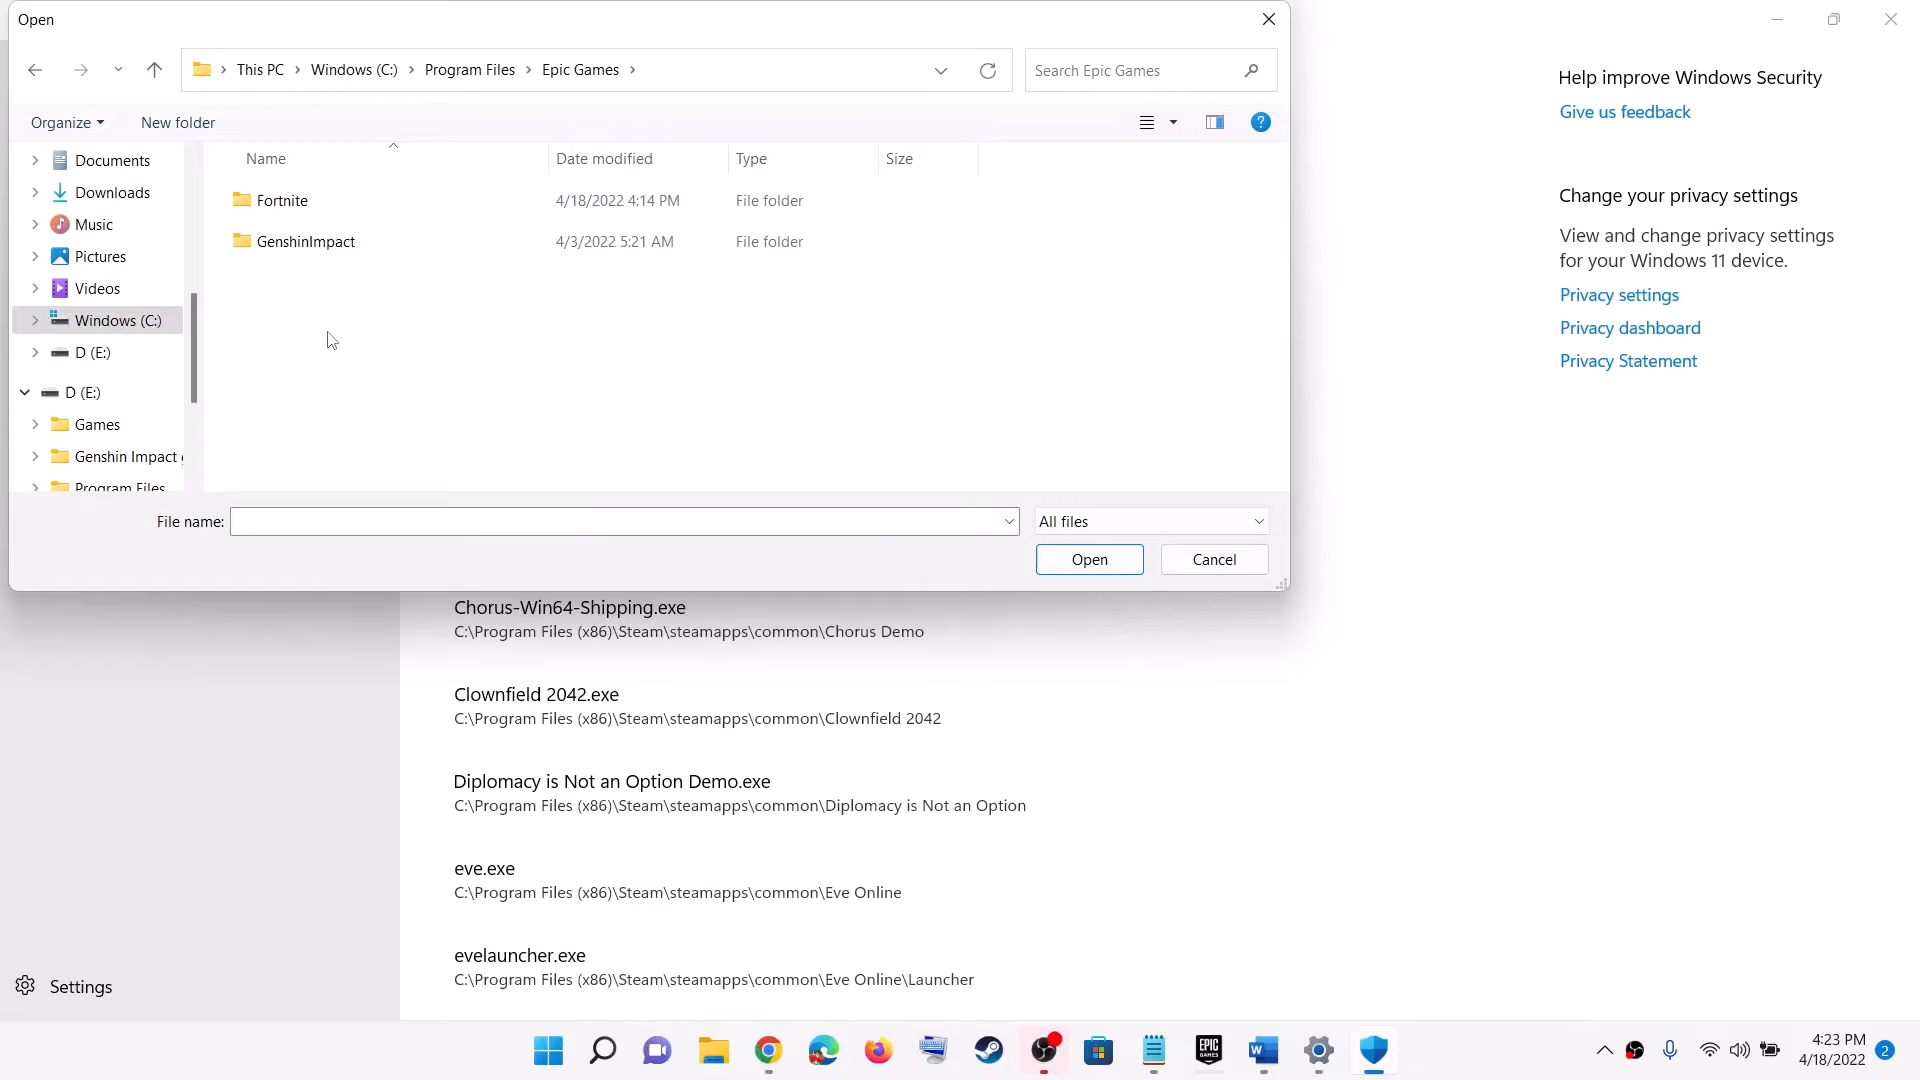 Open
This PC > Windows (C:) > Program Files > Epic Games >
Search Epic Games
Organize
New folder
Name
Date modified
Type
Size
Documents
Downloads
Music
Pictures
Videos
Windows (C:)
D (E:)
D (E:)
Games
Genshin Impact
Program Files
Fortnite
4/18/2022 4:14 PM
File folder
GenshinImpact
4/3/2022 5:21 AM
File folder
File name:
All files
Open
Cancel
Help improve Windows Security
Give us feedback
Change your privacy settings
View and change privacy settings
for your Windows 11 device.
Privacy settings
Privacy dashboard
Privacy Statement
Chorus-Win64-Shipping.exe
C:\Program Files (x86)\Steam\steamapps\common\Chorus Demo
Clownfield 2042.exe
C:\Program Files (x86)\Steam\steamapps\common\Clownfield 2042
Diplomacy is Not an Option Demo.exe
C:\Program Files (x86)\Steam\steamapps\common\Diplomacy is Not an Option
eve.exe
C:\Program Files (x86)\Steam\steamapps\common\Eve Online
evelauncher.exe
C:\Program Files (x86)\Steam\steamapps\common\Eve Online\Launcher
Settings
EPIC
GAMES
4:23 PM
4/18/2022
2